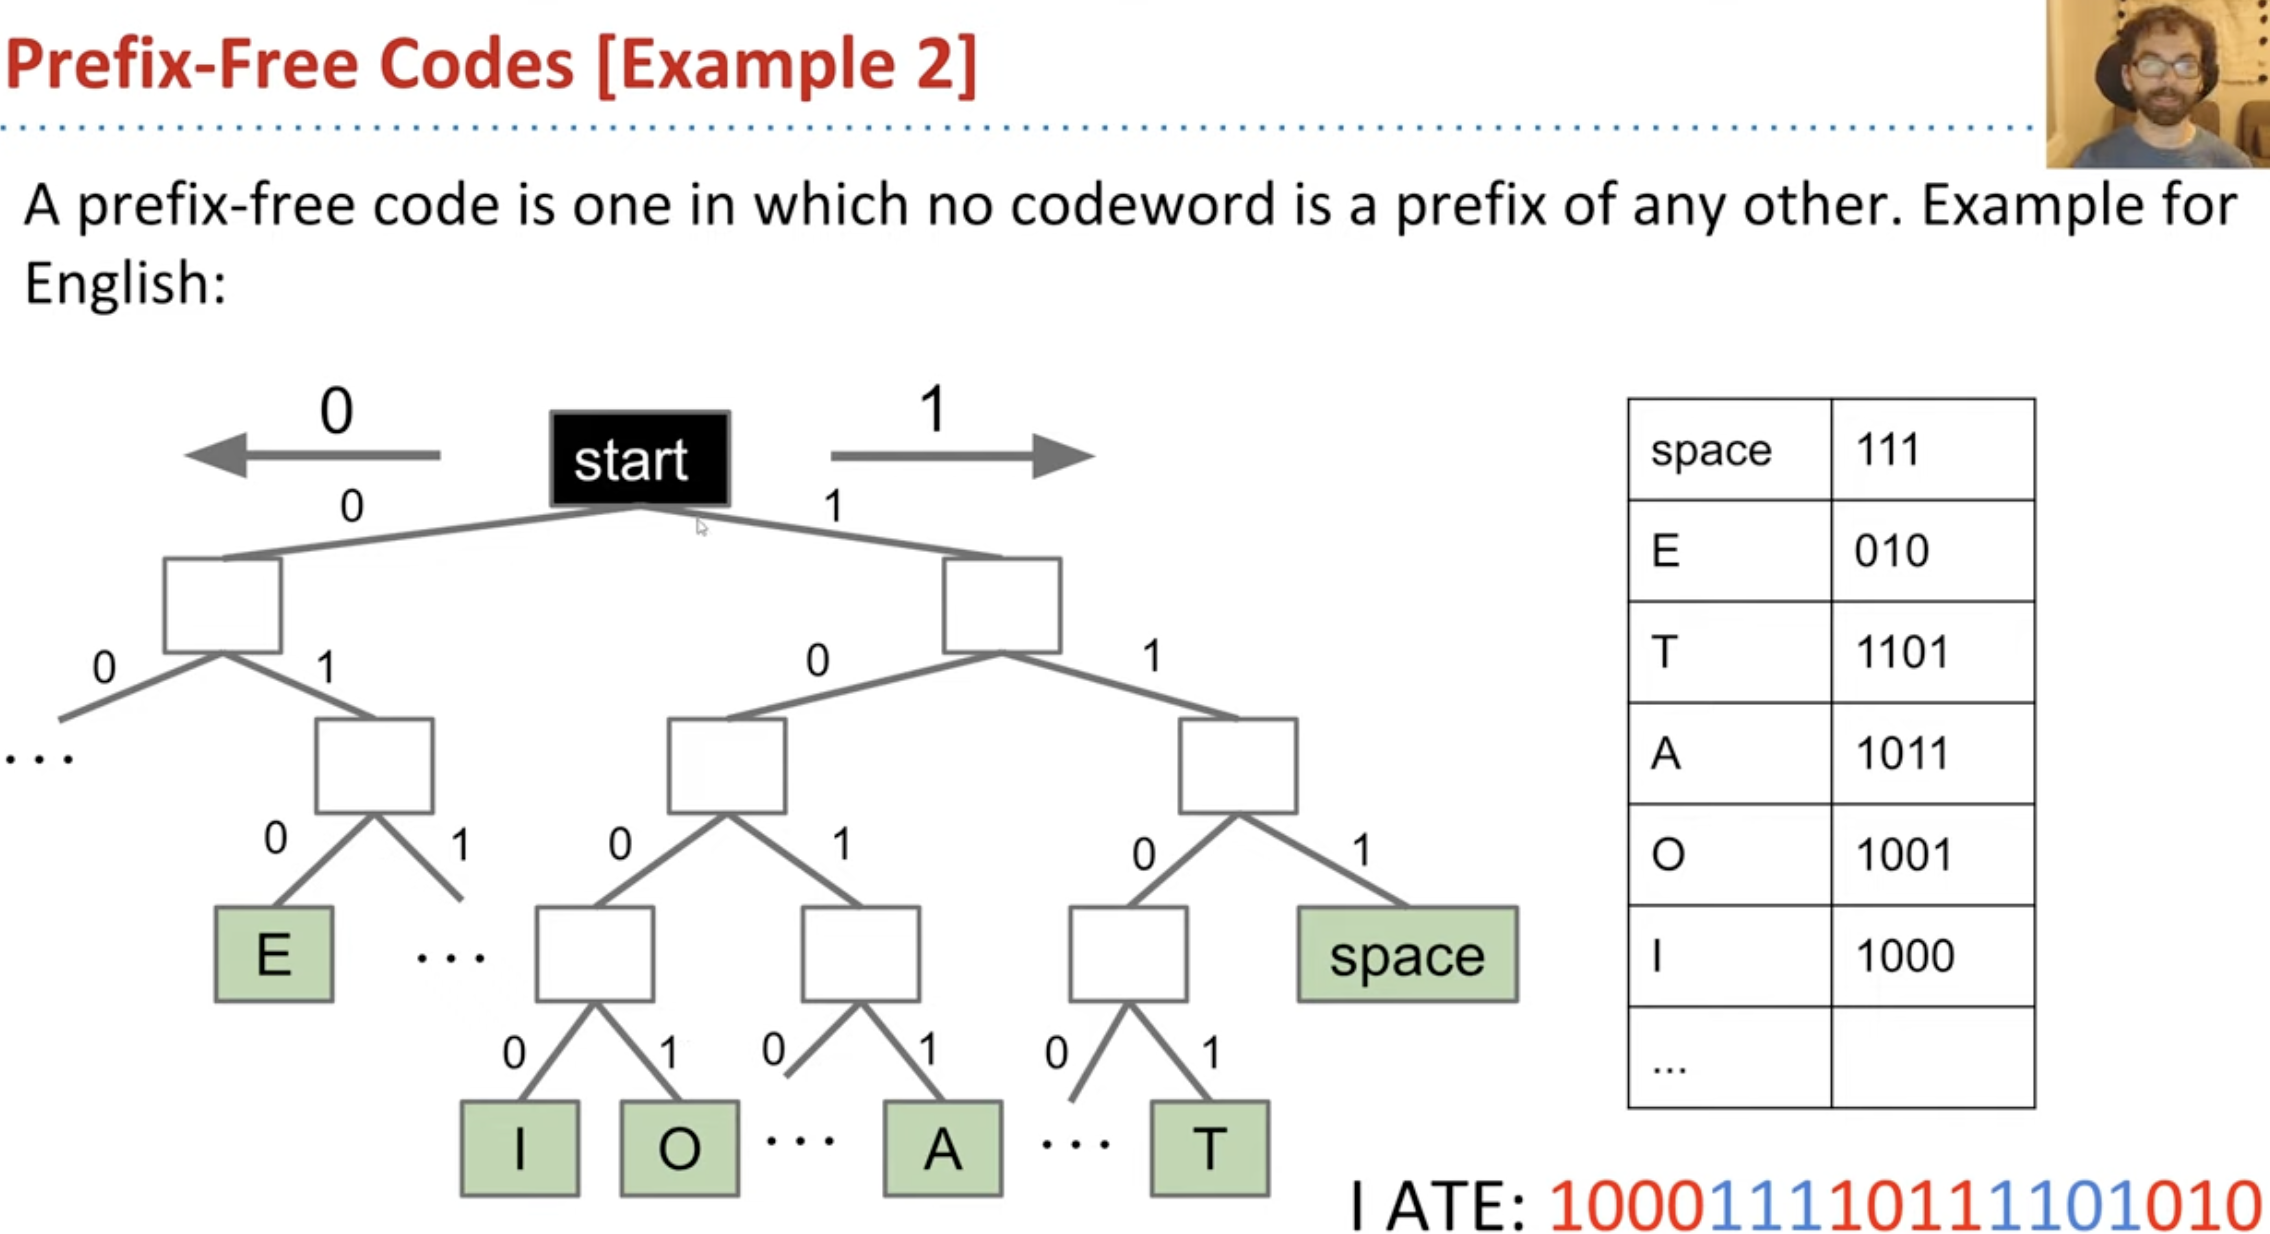 Prefix-Free Codes [Example 2]
A prefix-free code is one in which no codeword is a prefix of any other. Example for
English:
0 start 1
0 1
0 1 0 1
...
0 1 0 1 0 1
E ... space
0 1 0 1 0 1
I O ... A ... T
space 111
E 010
T 1101
A 1011
O 1001
I 1000
...
I ATE: 100011110111101010